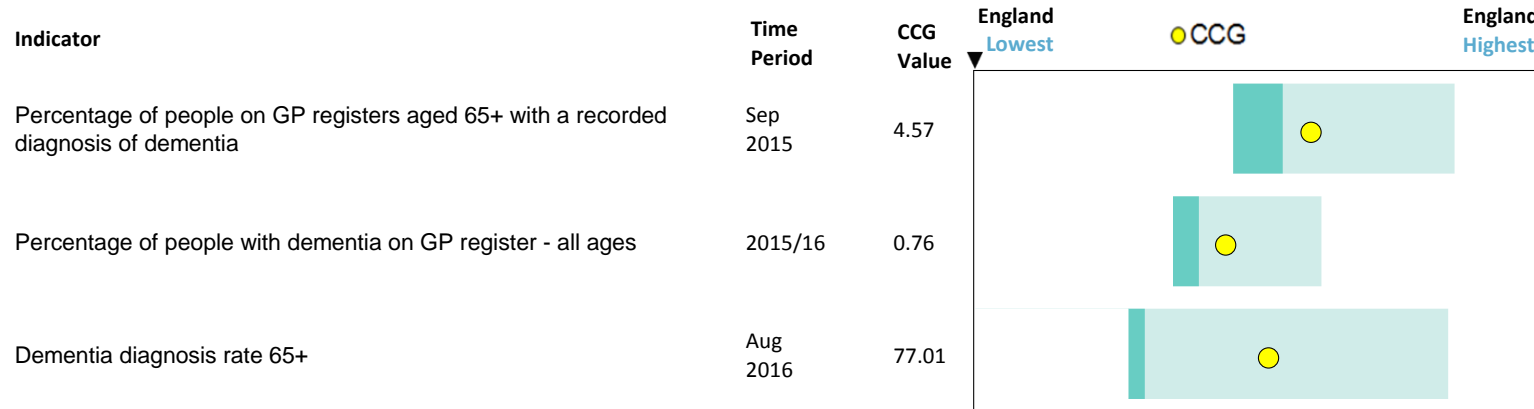 Indicator
Time Period
CCG Value
England Lowest
CCG
England Highest
Percentage of people on GP registers aged 65+ with a recorded
diagnosis of dementia
Sep
2015
4.57
Percentage of people with dementia on GP register - all ages
2015/16
0.76
Dementia diagnosis rate 65+
Aug
2016
77.01